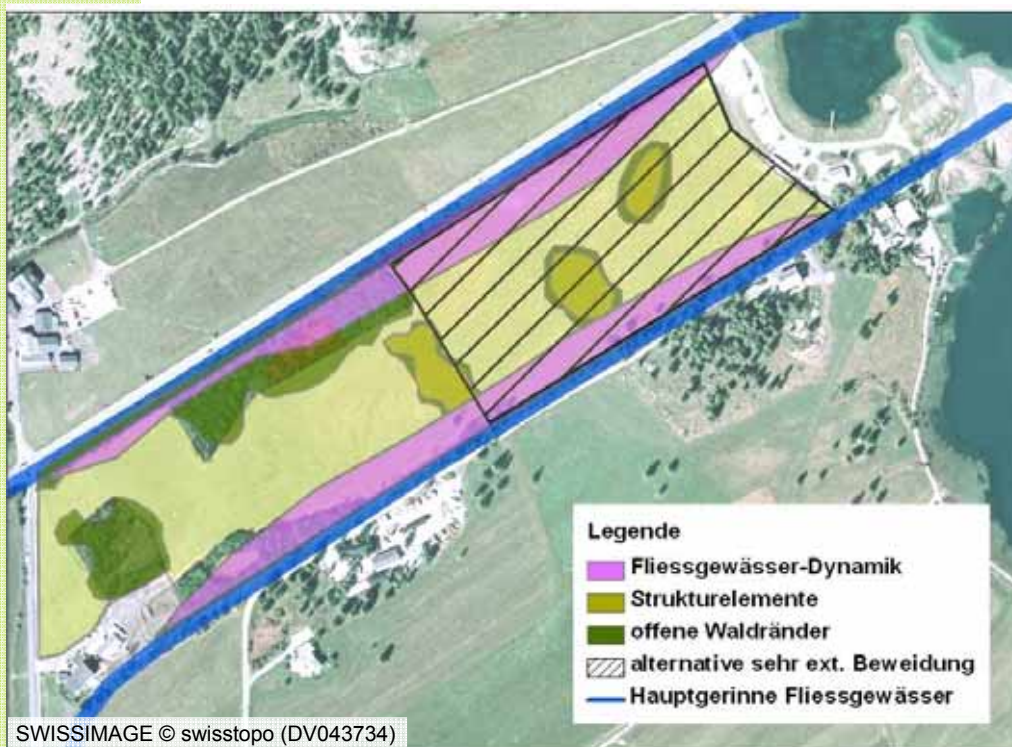 Legende
Fliessgewässer-Dynamik
Strukturelemente
offene Waldränder
alternative sehr ext. Beweidung
Hauptgerinne Fliessgewässer
SWISSIMAGE © swisstopo (DV043734)